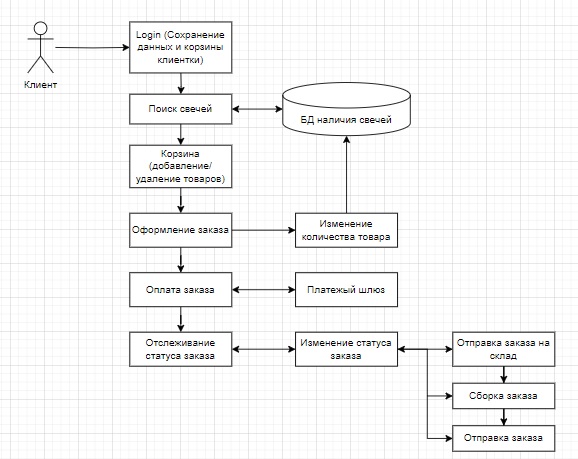 Login (Сохранение
данных и корзины
клиентки)
Клиент
Поиск свечей
БД наличия свечей
Корзина
(добавление/
удаление товаров)
Оформление заказа
Изменение
количества товара
Оплата заказа
Платежый шлюз
Отслеживание
статуса заказа
Изменение статуса
заказа
Отправка заказа на
склад
Сборка заказа
Отправка заказа